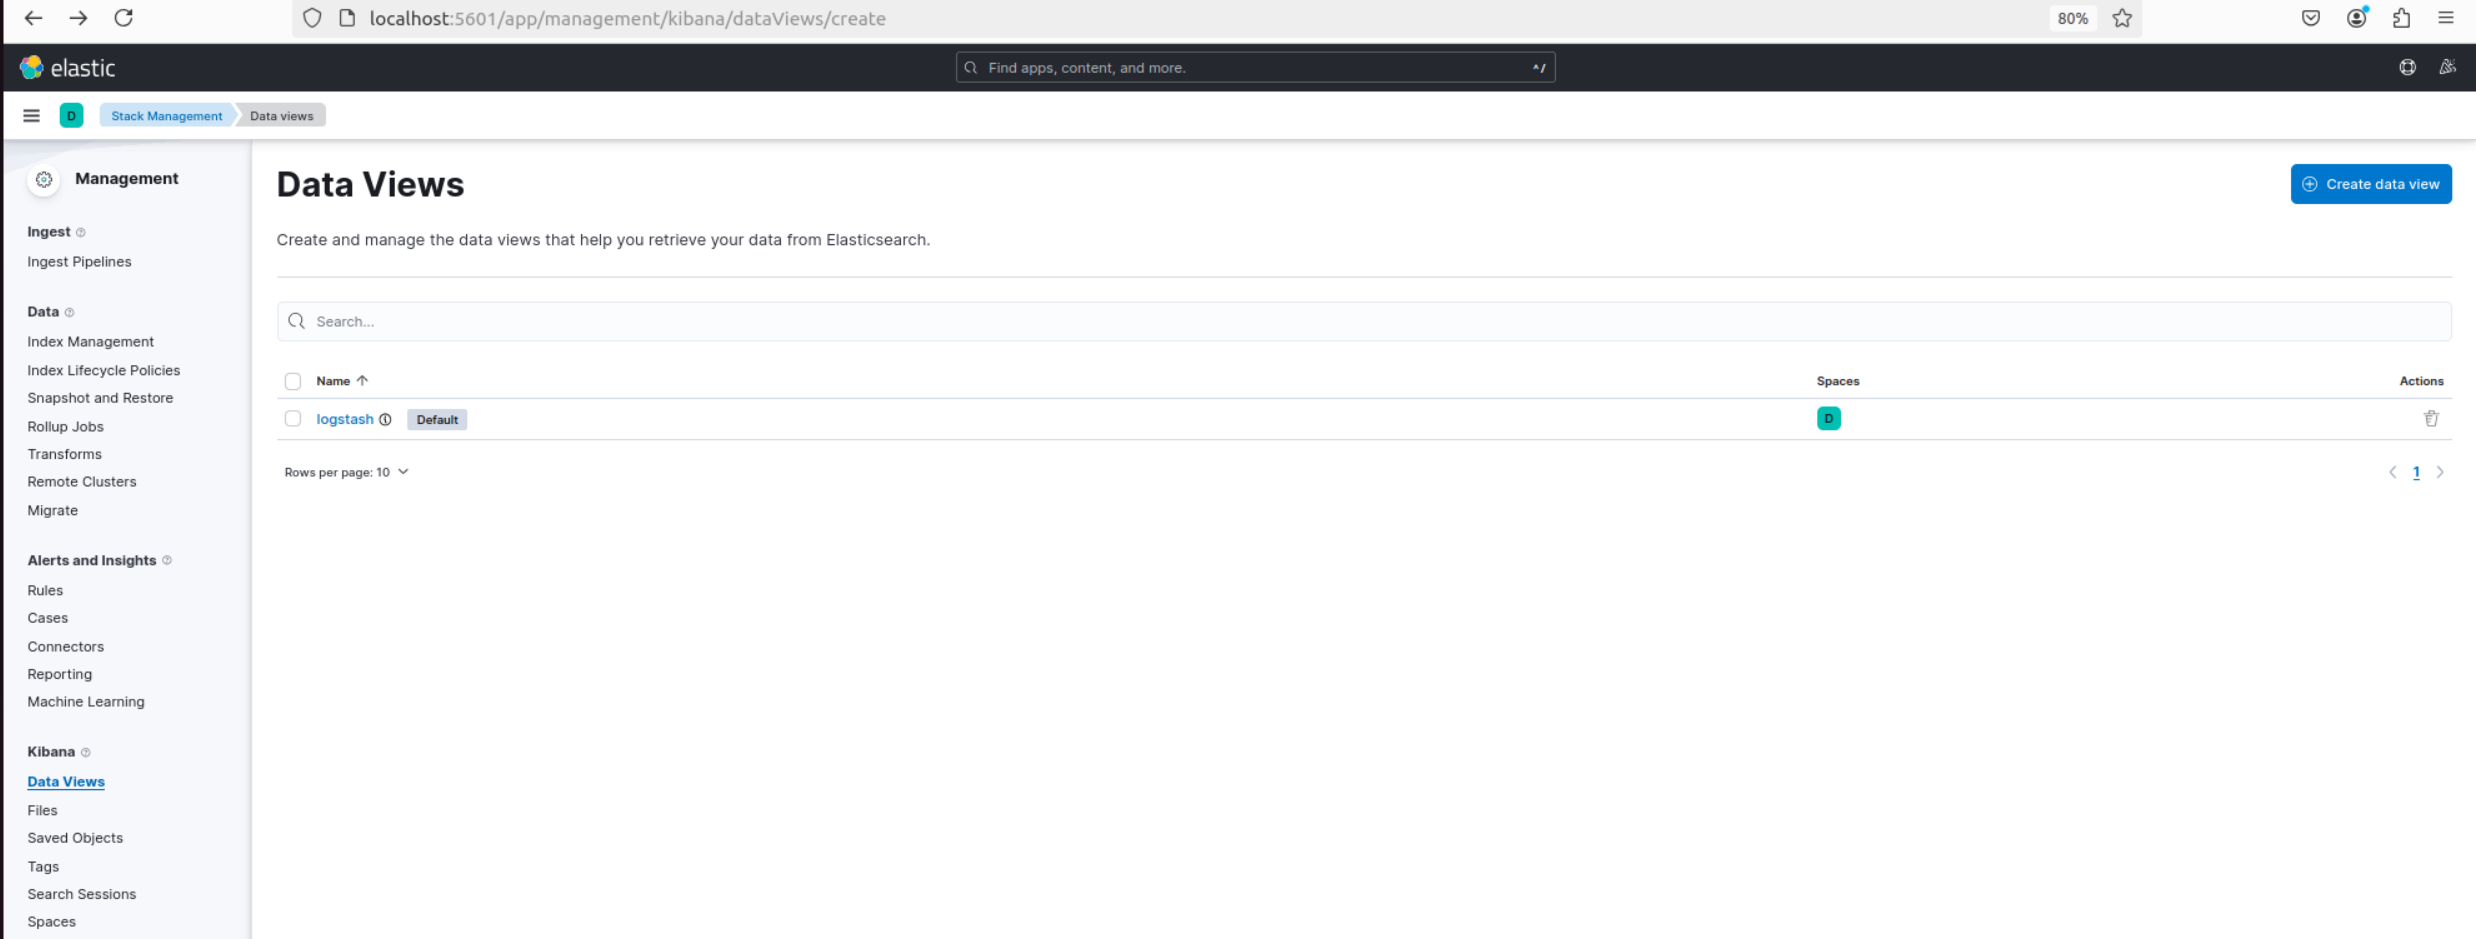 localhost:5601/app/management/kibana/dataViews/create
80%
elastic
Find apps, content, and more.
^/
D
Stack Management
Data views
Management
Ingest
Ingest Pipelines
Data
Index Management
Index Lifecycle Policies
Snapshot and Restore
Rollup Jobs
Transforms
Remote Clusters
Migrate
Alerts and Insights
Rules
Cases
Connectors
Reporting
Machine Learning
Kibana
Data Views
Files
Saved Objects
Tags
Search Sessions
Spaces
Data Views
Create data view
Create and manage the data views that help you retrieve your data from Elasticsearch.
Search...
Name Spaces Actions
logstash Default D
Rows per page: 10
1